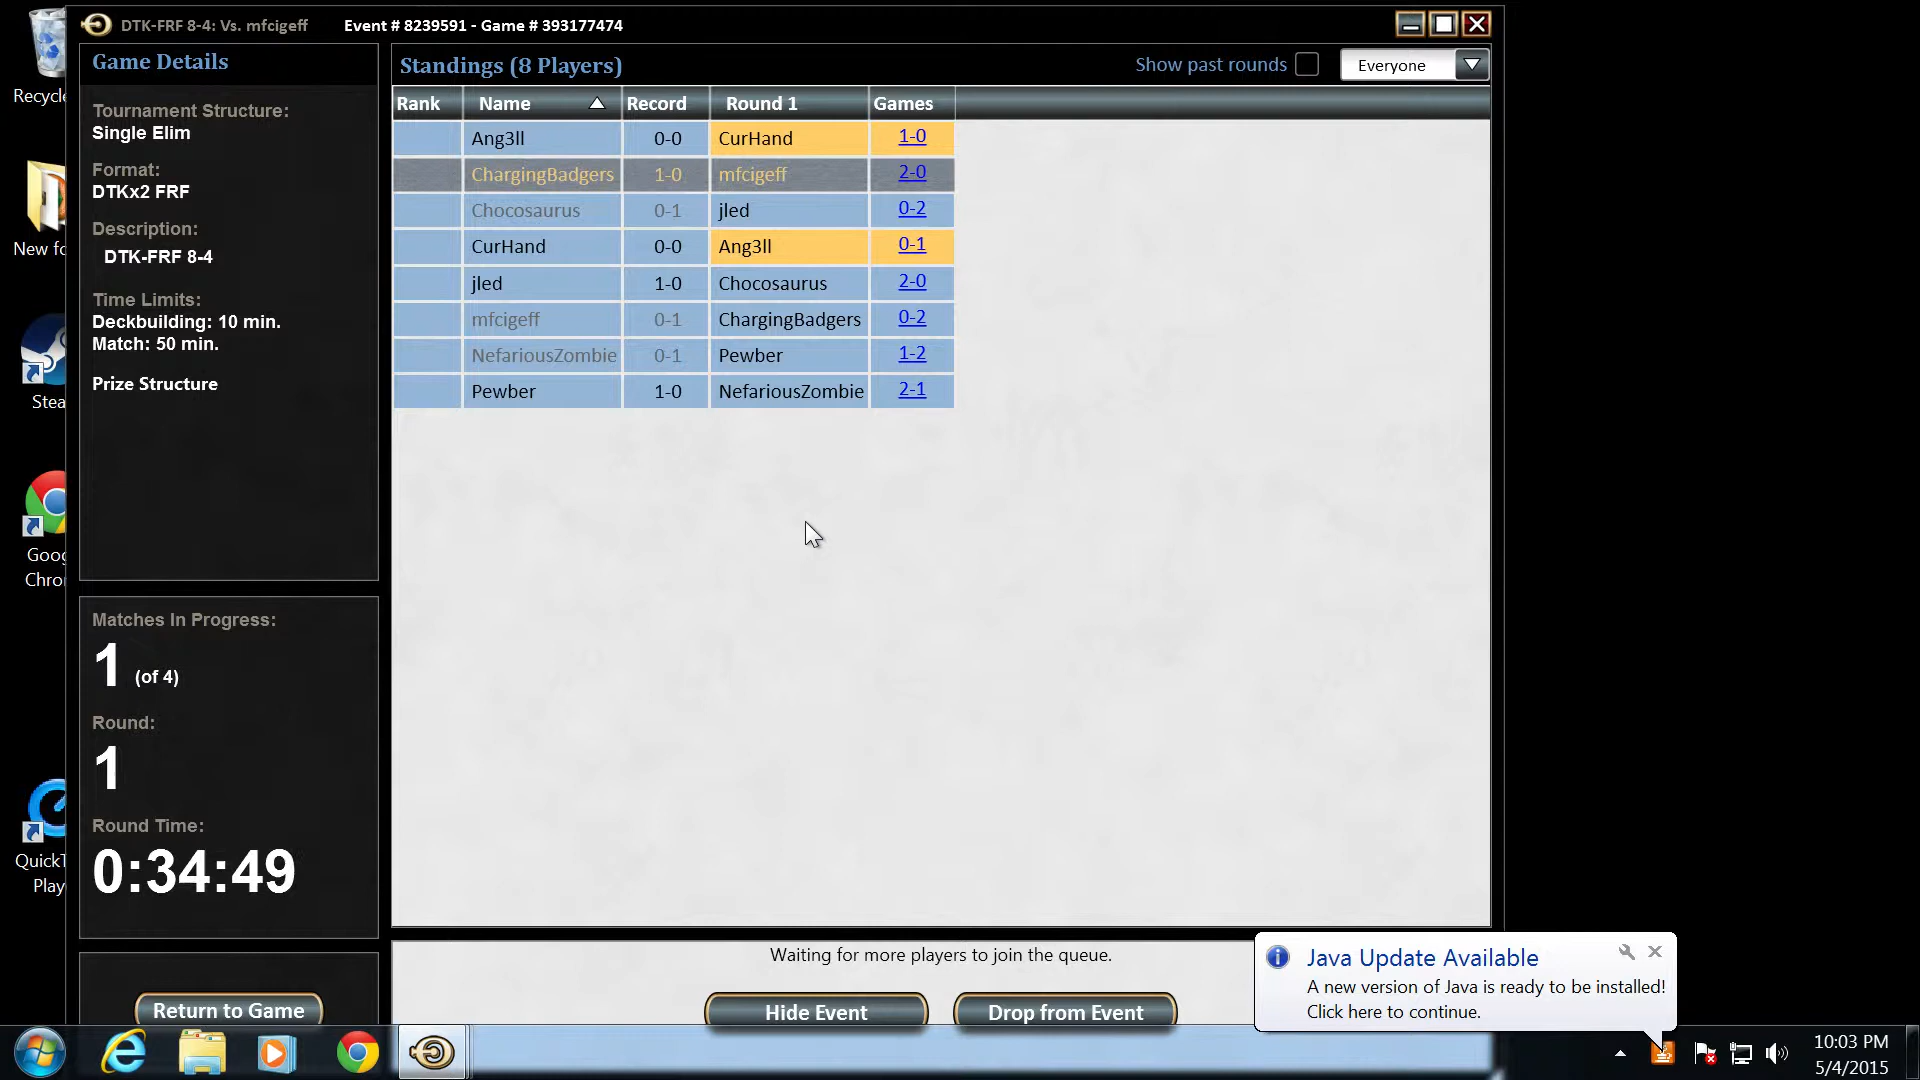 DTK-FRF 8-4: Vs. mfcigeff Event # 8239591 - Game # 393177474
Game Details
Tournament Structure:
Single Elim
Format:
DTKx2 FRF
Description:
DTK-FRF 8-4
Time Limits:
Deckbuilding: 10 min.
Match: 50 min.
Prize Structure
Matches In Progress:
1 (of 4)
Round:
1
Round Time:
0:34:49
Return to Game
Standings (8 Players) Show past rounds Everyone
Rank Name Record Round 1 Games
Ang3ll 0-0 CurHand 1-0
ChargingBadgers 1-0 mfcigeff 2-0
Chocosaurus 0-1 jled 0-2
CurHand 0-0 Ang3ll 0-1
jled 1-0 Chocosaurus 2-0
mfcigeff 0-1 ChargingBadgers 0-2
NefariousZombie 0-1 Pewber 1-2
Pewber 1-0 NefariousZombie 2-1
Waiting for more players to join the queue.
Hide Event Drop from Event
Java Update Available
A new version of Java is ready to be installed!
Click here to continue.
Recycle
New fo
Stea
Goog
Chro
QuickT
Play
10:03 PM
5/4/2015